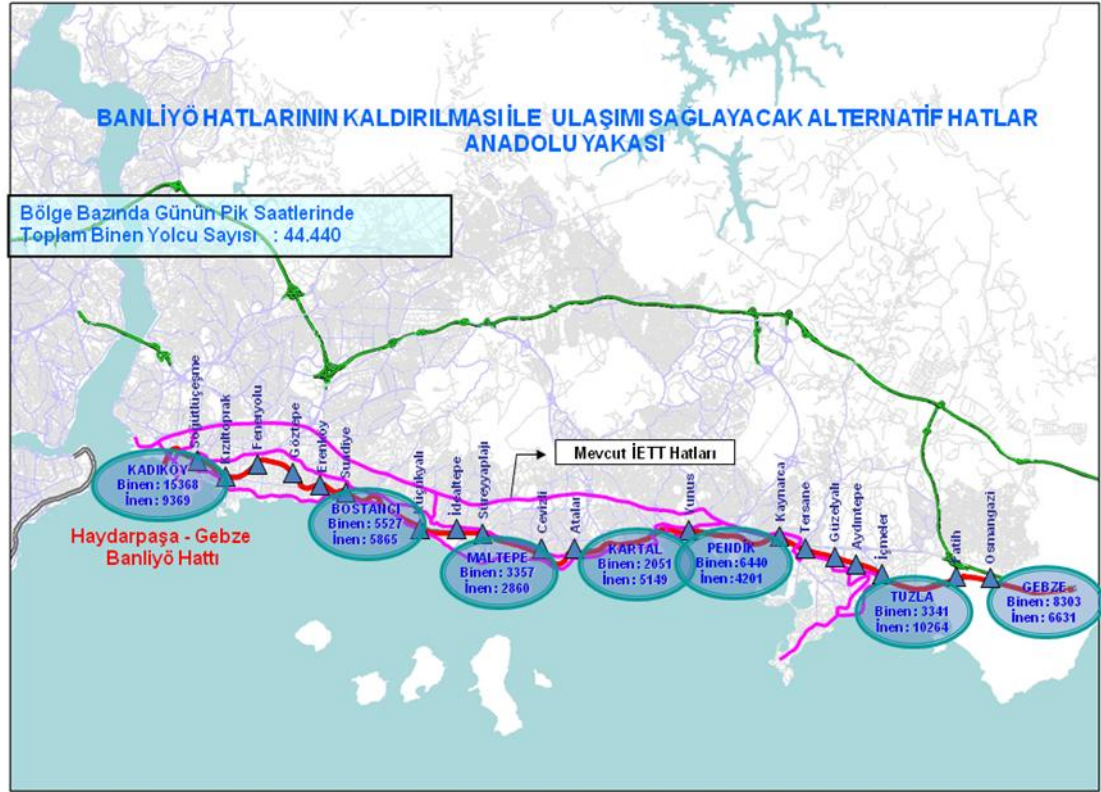 BANLİYÖ HATLARININ KALDIRILMASI İLE ULAŞIMI SAĞLAYACAK ALTERNATİF HATLAR
ANADOLU YAKASI
Bölge Bazında Günün Pik Saatlerinde
Toplam Binen Yolcu Sayısı : 44.440
Söğütlüçeşme
Kızıltoprak
Feneryolu
Göztepe
Erenköy
Suadiye
Mevcut İETT Hatları
KADIKÖY
Binen : 15368
İnen : 9369
Haydarpaşa - Gebze
Banliyö Hattı
BOSTANCI
Binen : 5527
İnen : 5865
Küçükyalı
İdealtepe
Süreyyaplajı
MALTEPE
Binen : 3357
İnen : 2860
Cevizli
Atalar
KARTAL
Binen : 2051
İnen : 5149
Yunus
PENDİK
Binen : 6440
İnen : 4201
Kaynarca
Tersane
Güzelyalı
Aydıntepe
İçmeler
TUZLA
Binen : 3341
İnen : 10264
Fatih
Osmangazi
GEBZE
Binen : 8303
İnen : 6631